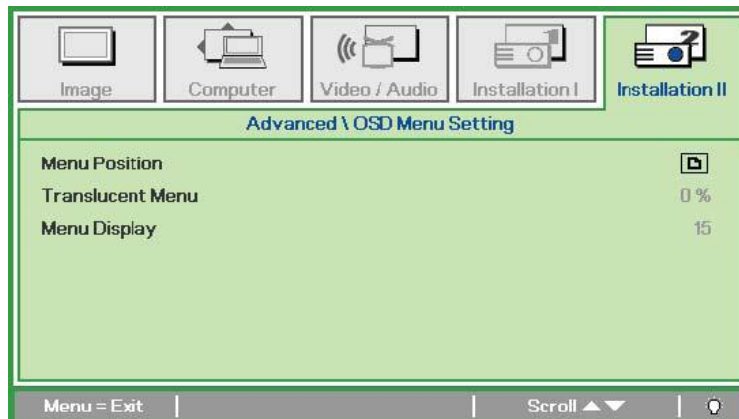 Image
Computer
Video / Audio
Installation I
Installation II
Advanced \ OSD Menu Setting
Menu Position
Translucent Menu
0 %
Menu Display
15
Menu = Exit
Scroll ▲▼